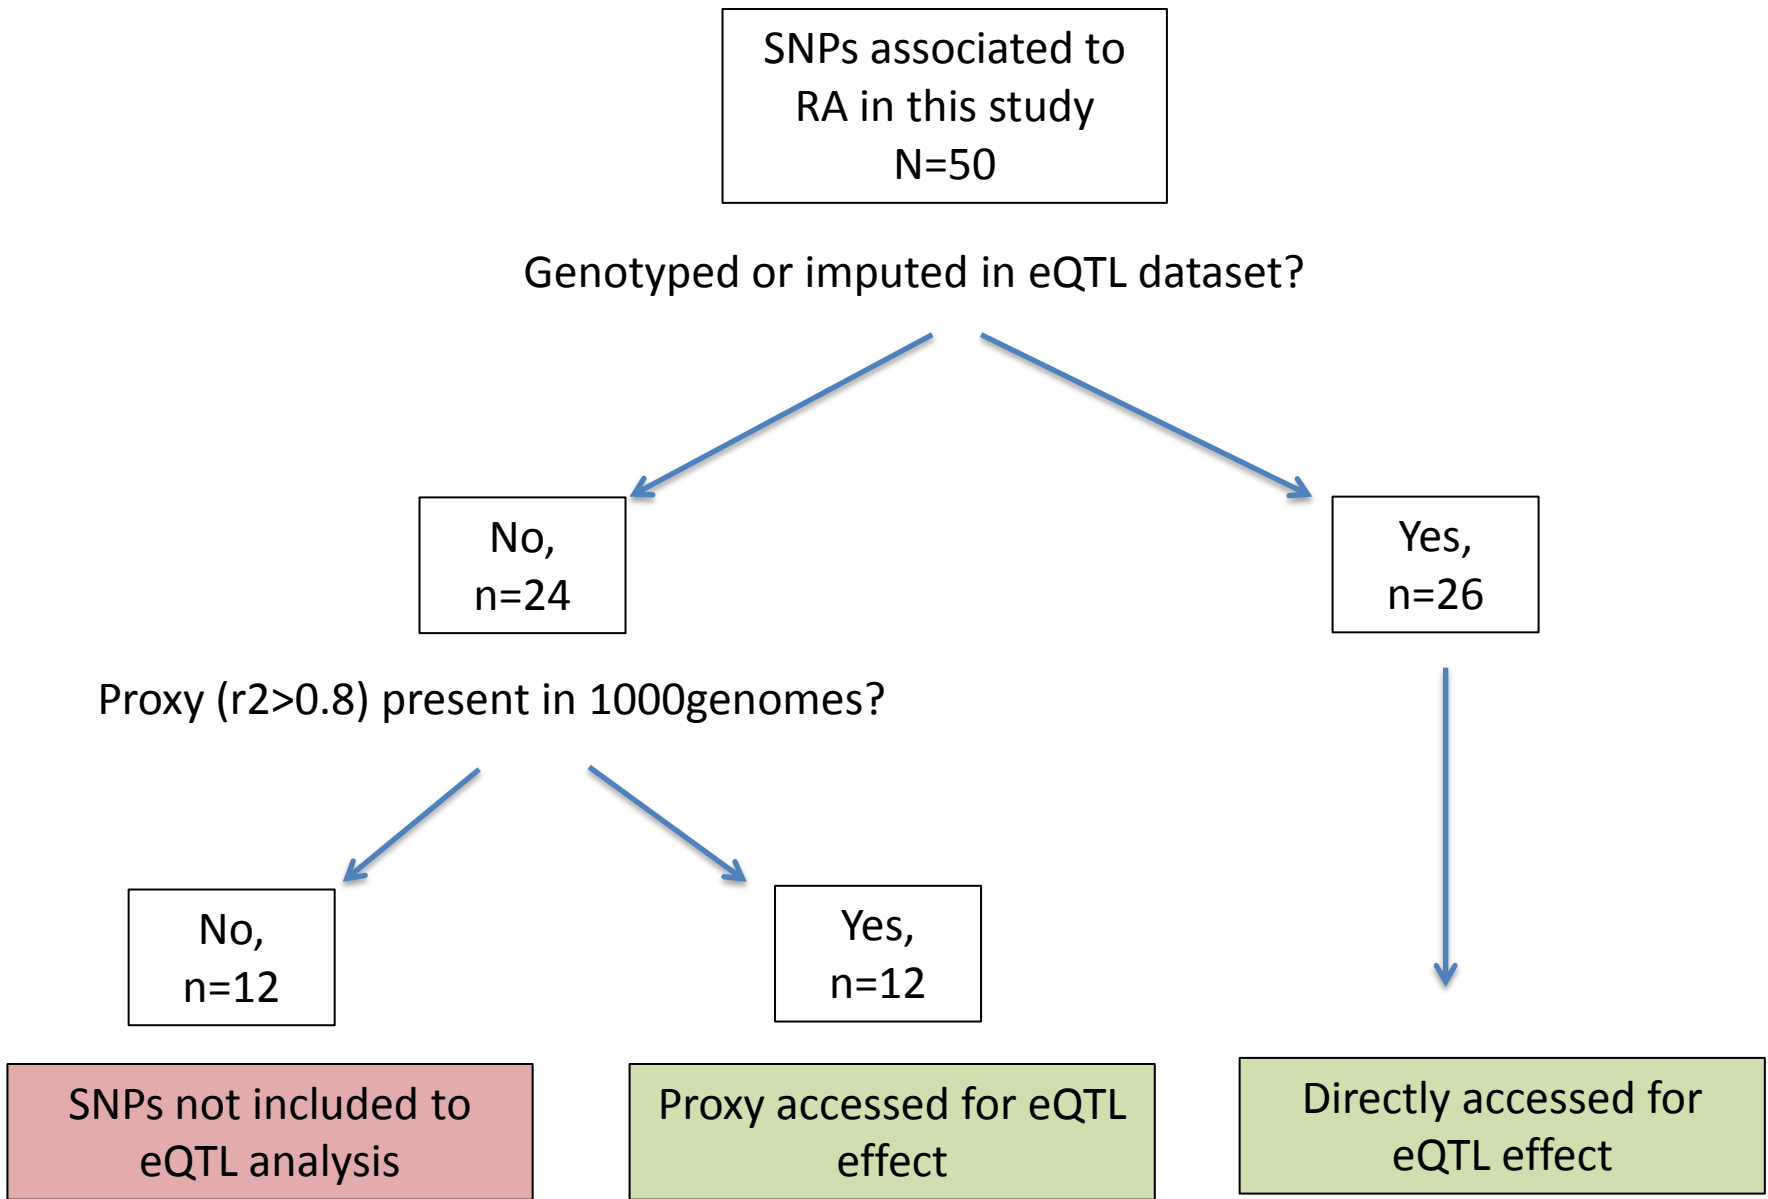 SNPs associated to
RA in this study
N=50
Genotyped or imputed in eQTL dataset?
No,
n=24
Yes,
n=26
Proxy (r2>0.8) present in 1000genomes?
No,
n=12
Yes,
n=12
SNPs not included to
eQTL analysis
Proxy accessed for eQTL
effect
Directly accessed for
eQTL effect